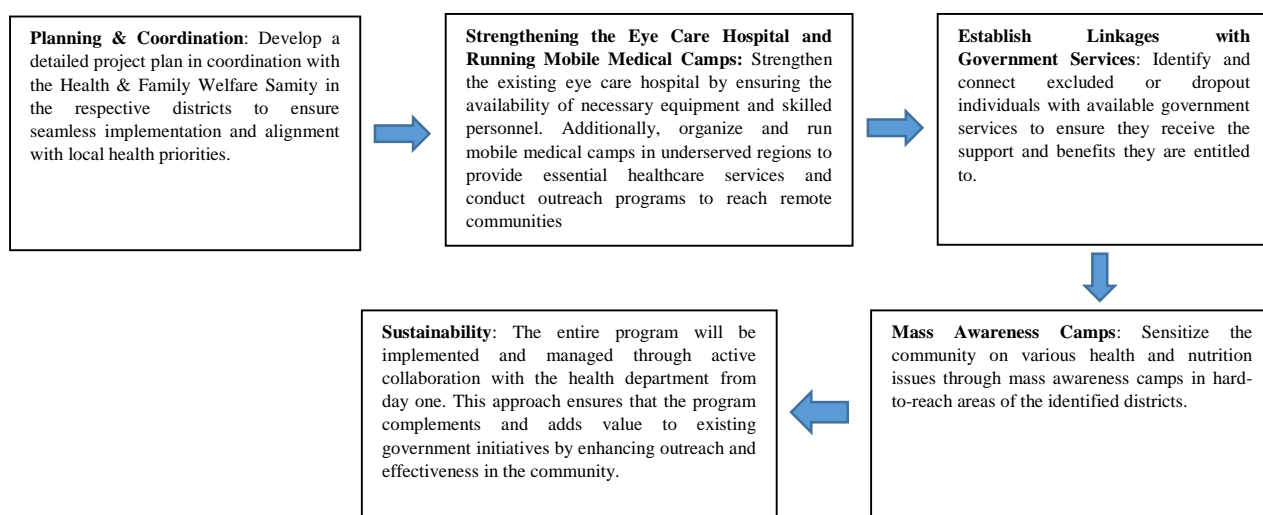 Planning & Coordination: Develop a
detailed project plan in coordination with
the Health & Family Welfare Samity in
the respective districts to ensure
seamless implementation and alignment
with local health priorities.
Strengthening the Eye Care Hospital and
Running Mobile Medical Camps: Strengthen
the existing eye care hospital by ensuring the
availability of necessary equipment and skilled
personnel. Additionally, organize and run
mobile medical camps in underserved regions to
provide essential healthcare services and
conduct outreach programs to reach remote
communities
Establish Linkages with
Government Services: Identify and
connect excluded or dropout
individuals with available government
services to ensure they receive the
support and benefits they are entitled
to.
Mass Awareness Camps: Sensitize the
community on various health and nutrition
issues through mass awareness camps in hard-
to-reach areas of the identified districts.
Sustainability: The entire program will be
implemented and managed through active
collaboration with the health department from
day one. This approach ensures that the program
complements and adds value to existing
government initiatives by enhancing outreach and
effectiveness in the community.